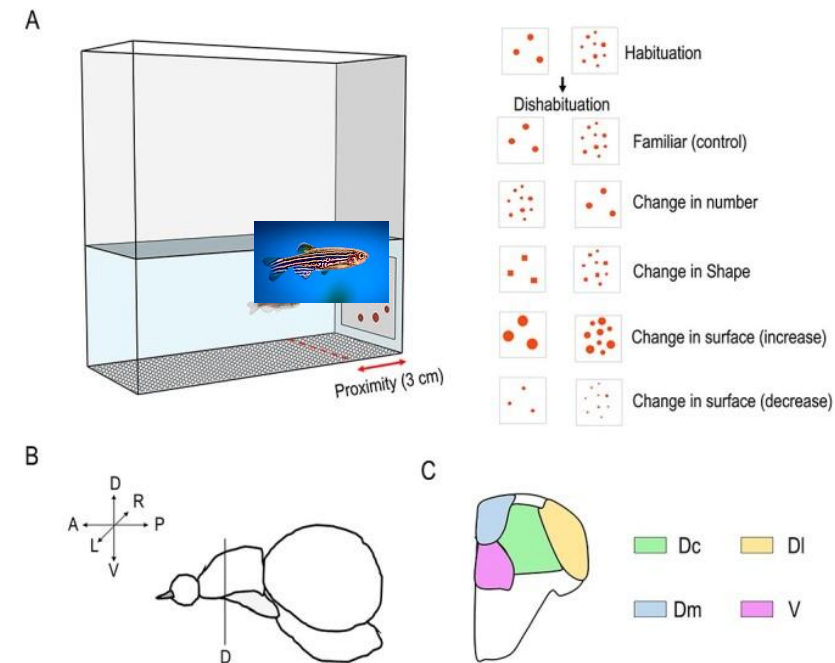 A
Proximity (3 cm)
Habituation
Dishabituation
Familiar (control)
Change in number
Change in Shape
Change in surface (increase)
Change in surface (decrease)
B
D
R
A
P
L
V
D
C
Dc
Dl
Dm
V